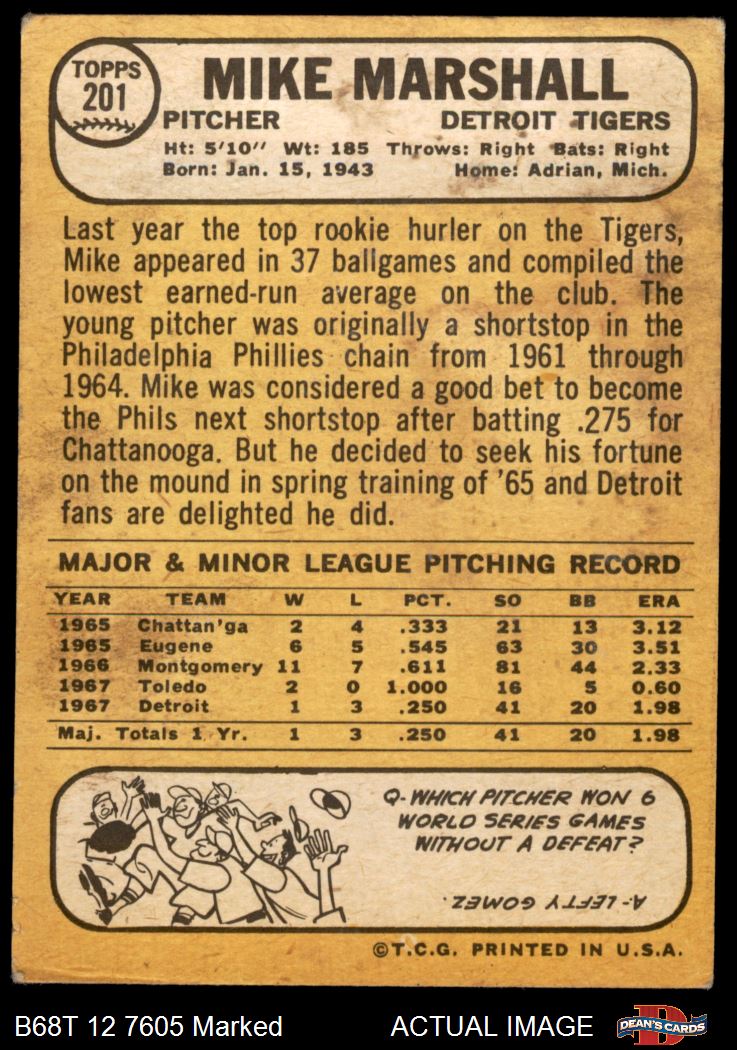 TOPPS
201
MIKE MARSHALL
PITCHER DETROIT TIGERS
Ht: 5'10" Wt: 185 Throws: Right Bats: Right
Born: Jan. 15, 1943 Home: Adrian, Mich.
Last year the top rookie hurler on the Tigers,
Mike appeared in 37 ballgames and compiled the
lowest earned-run average on the club. The
young pitcher was originally a shortstop in the
Philadelphia Phillies chain from 1961 through
1964. Mike was considered a good bet to become
the Phils next shortstop after batting .275 for
Chattanooga. But he decided to seek his fortune
on the mound in spring training of '65 and Detroit
fans are delighted he did.
MAJOR & MINOR LEAGUE PITCHING RECORD
YEAR TEAM W L PCT. SO BB ERA
1965 Chattan'ga 2 4 .333 21 13 3.12
1965 Eugene 6 5 .545 63 30 3.51
1966 Montgomery 11 7 .611 81 44 2.33
1967 Toledo 2 0 1.000 16 5 0.60
1967 Detroit 1 3 .250 41 20 1.98
Maj. Totals 1 Yr. 1 3 .250 41 20 1.98
Q-WHICH PITCHER WON 6
WORLD SERIES GAMES
WITHOUT A DEFEAT?
A-LEFTY GOMEZ.
©T.C.G. PRINTED IN U.S.A.
B68T 12 7605 Marked ACTUAL IMAGE D DEAN'S CARDS